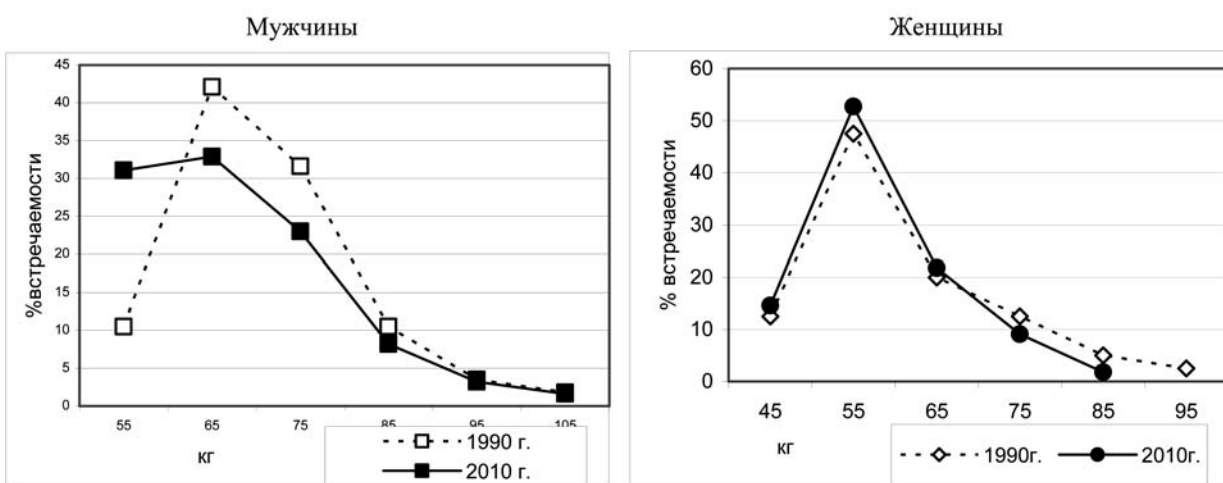 Мужчины
45
40
35
30
25
20
15
10
5
0
%встречаемости
55 65 75 85 95 105
кг
1990 г.
2010 г.
Женщины
60
50
40
30
20
10
0
% встречаемости
45 55 65 75 85 95
кг
1990г. 2010г.